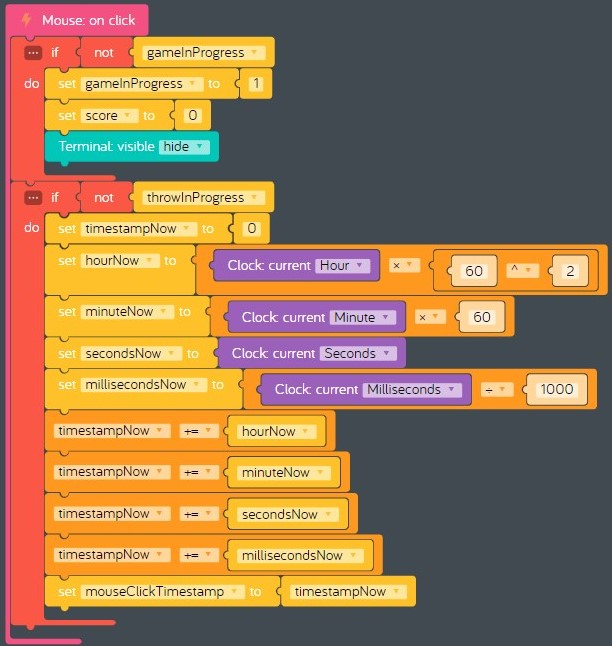 Mouse: on click
... if not gameInProgress
do set gameInProgress to 1
set score to 0
Terminal: visible hide
... if not throwInProgress
do set timestampNow to 0
set hourNow to Clock: current Hour × 60 ^ 2
set minuteNow to Clock: current Minute × 60
set secondsNow to Clock: current Seconds
set millisecondsNow to Clock: current Milliseconds ÷ 1000
timestampNow += hourNow
timestampNow += minuteNow
timestampNow += secondsNow
timestampNow += millisecondsNow
set mouseClickTimestamp to timestampNow